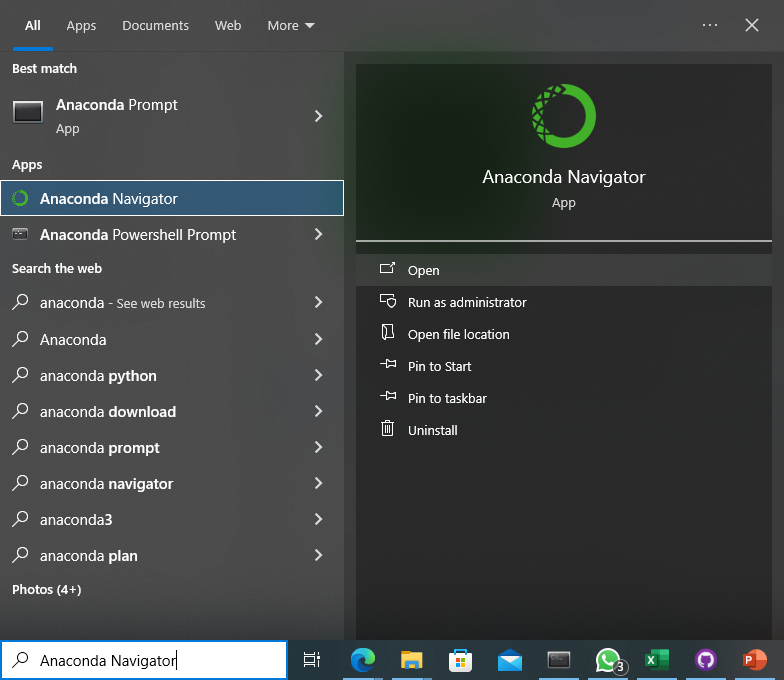 All Apps Documents Web More ...
Best match
Anaconda Prompt
App
Apps
Anaconda Navigator
Anaconda Powershell Prompt
Search the web
anaconda - See web results
Anaconda
anaconda python
anaconda download
anaconda prompt
anaconda navigator
anaconda3
anaconda plan
Photos (4+)
Anaconda Navigator
App
Open
Run as administrator
Open file location
Pin to Start
Pin to taskbar
Uninstall
Anaconda Navigator
3
X
P